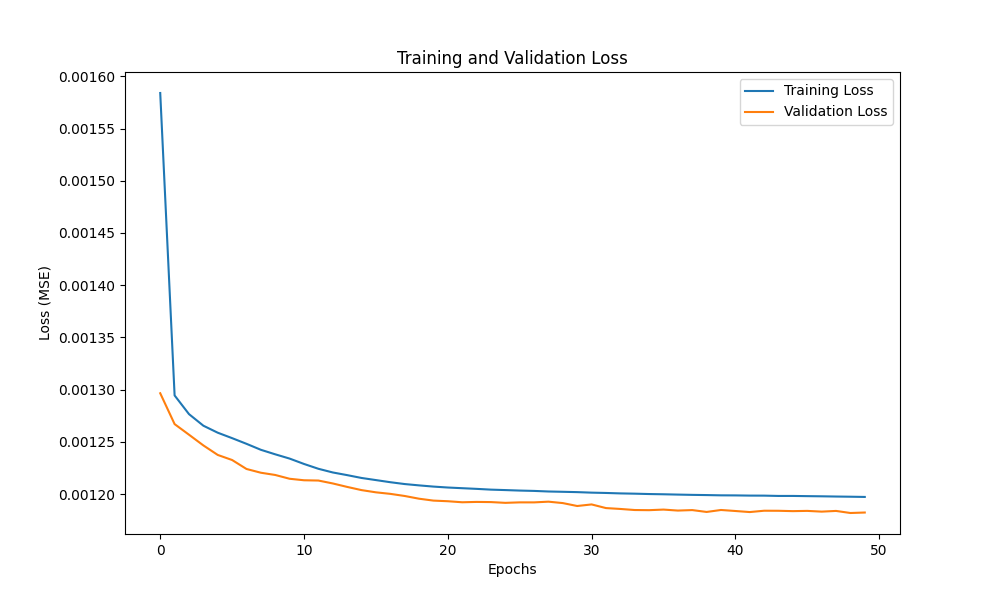 Training and Validation Loss
0.00160
0.00155
0.00150
0.00145
0.00140
0.00135
0.00130
0.00125
0.00120
Loss (MSE)
Training Loss
Validation Loss
0 10 20 30 40 50
Epochs